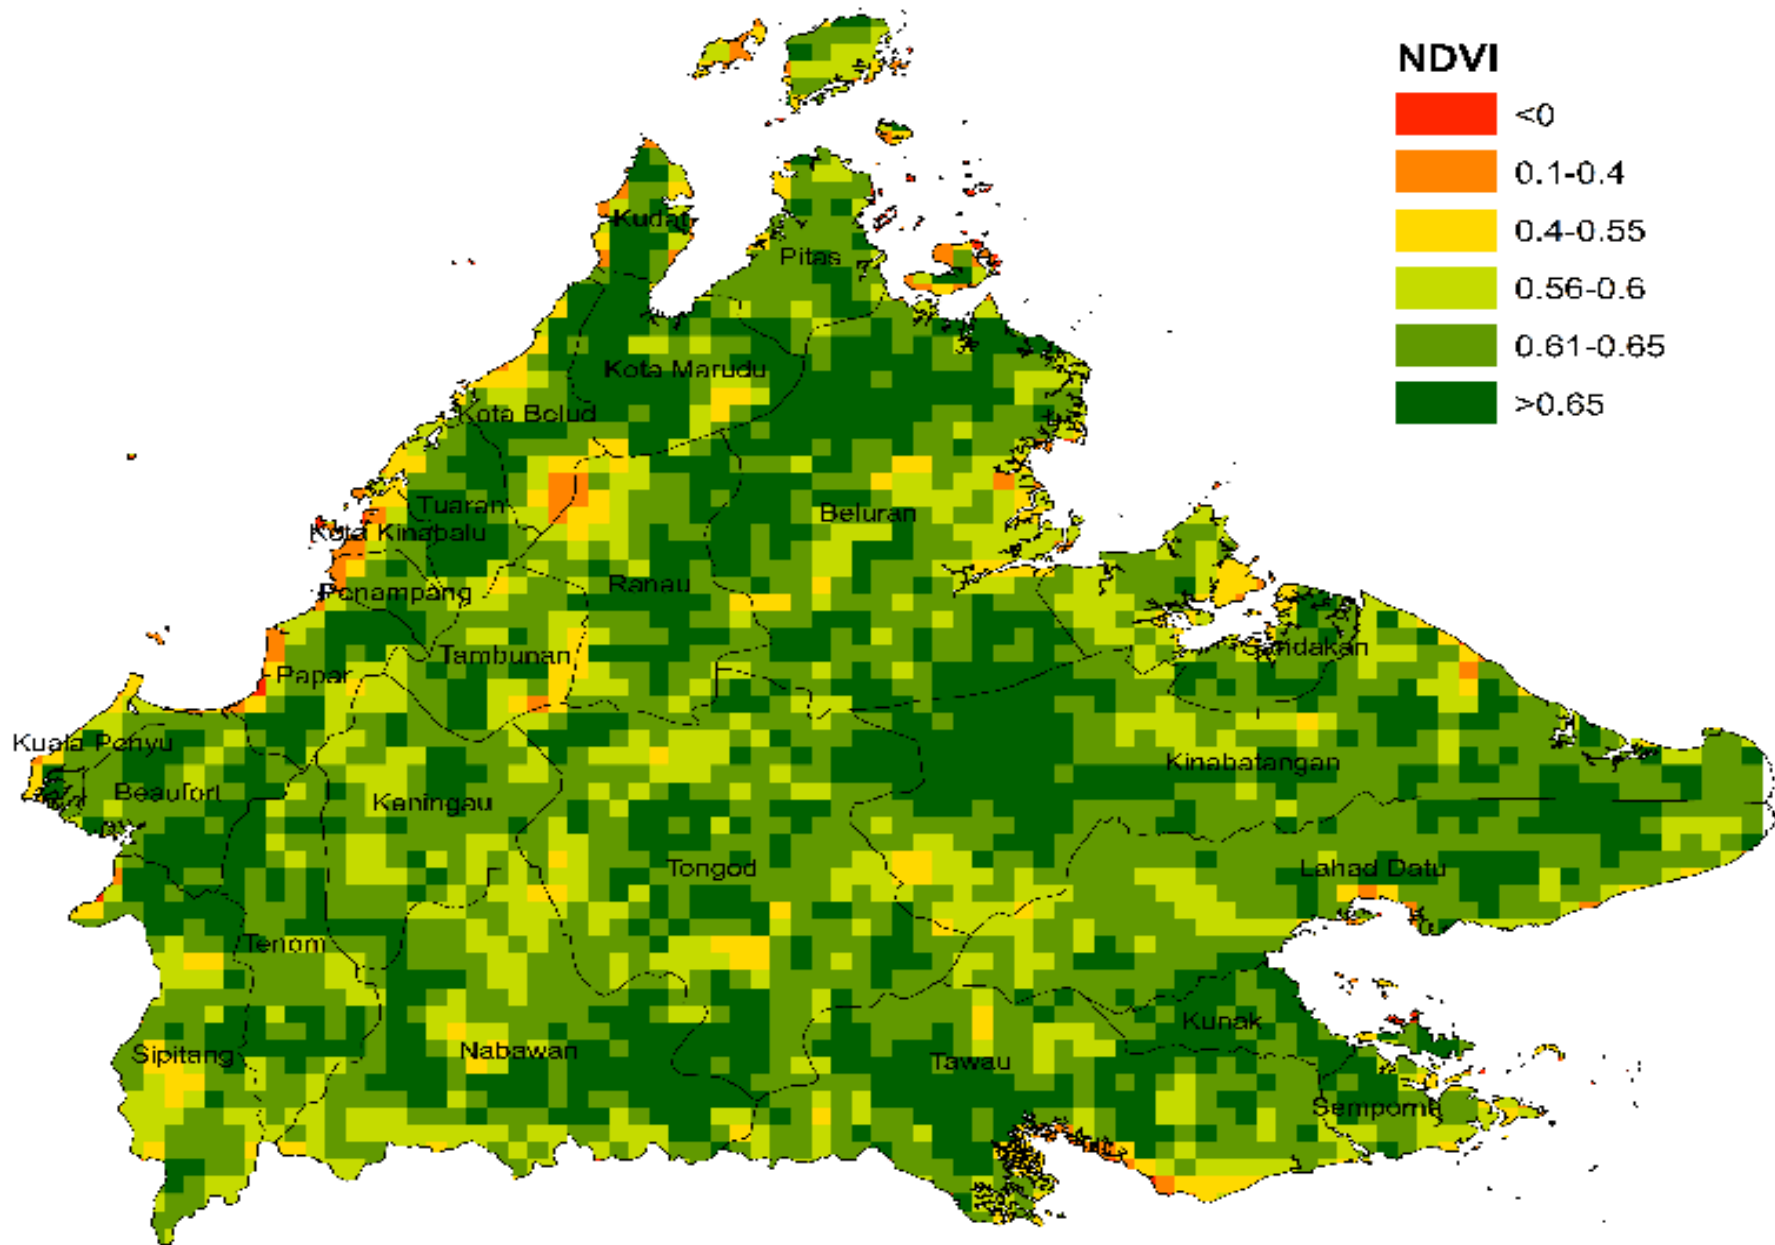 NDVI
<0
0.1-0.4
0.4-0.55
0.56-0.6
0.61-0.65
>0.65
Kudat
Pitas
Kota Marudu
Kota Belud
Tuaran
Kota Kinabalu
Beluran
Penampang
Ranau
Tambunan
Papar
Sandakan
Kuala Penyu
Beaufort
Keningau
Kinabatangan
Tongod
Lahad Datu
Tenom
Sipitang
Nabawan
Tawau
Kunak
Semporna